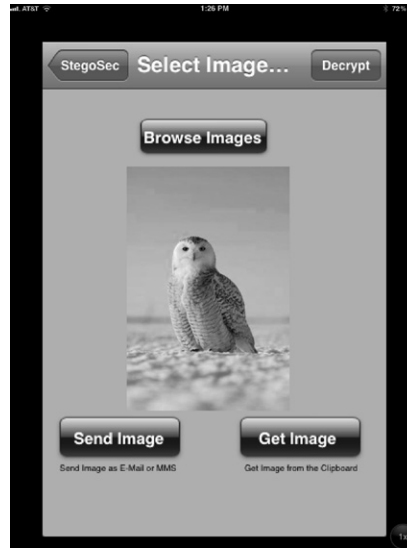 AT&T 1:26 PM 72%
StegoSec Select Image... Decrypt
Browse Images
Send Image Get Image
Send Image as E-Mail or MMS Get Image from the Clipboard
1x